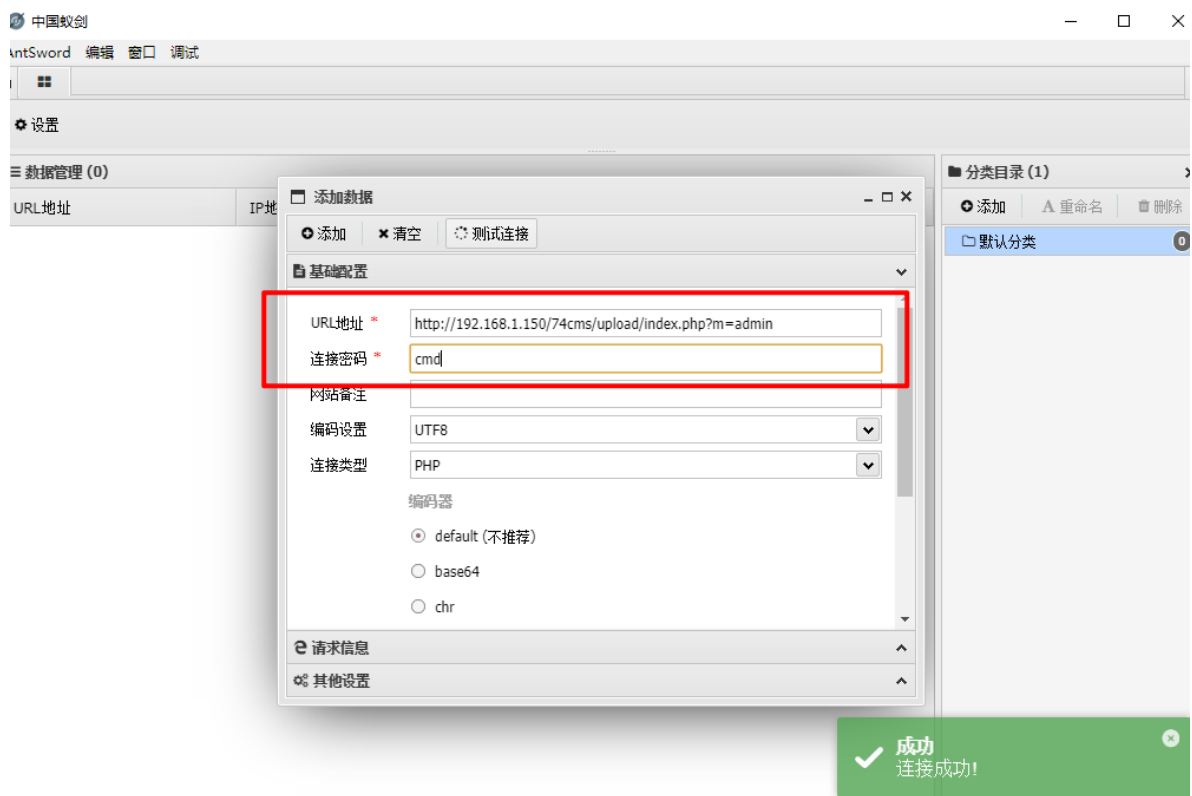 中国蚁剑
AntSword 编辑 窗口 调试
设置
数据管理 (0)
URL地址 IP地
添加数据
添加 清空 测试连接
基础配置
URL地址 * http://192.168.1.150/74cms/upload/index.php?m=admin
连接密码 * cmd
网站备注
编码设置 UTF8
连接类型 PHP
编码器
default (不推荐)
base64
chr
请求信息
其他设置
分类目录 (1)
添加 重命名 删除
默认分类 0
成功
连接成功!